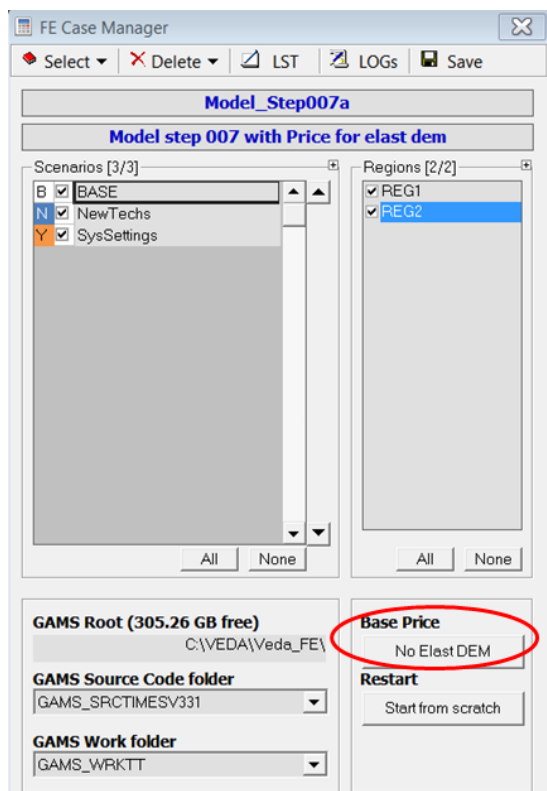 FE Case Manager
Select Delete LST LOGs Save
Model_Step007a
Model step 007 with Price for elast dem
Scenarios [3/3] Regions [2/2]
B BASE REG1
N NewTechs REG2
Y SysSettings
All None All None
GAMS Root (305.26 GB free) Base Price
C:\VEDA\Veda_FE\ No Elast DEM
GAMS Source Code folder Restart
GAMS_SRCTIMESV331 Start from scratch
GAMS Work folder
GAMS_WRKTT